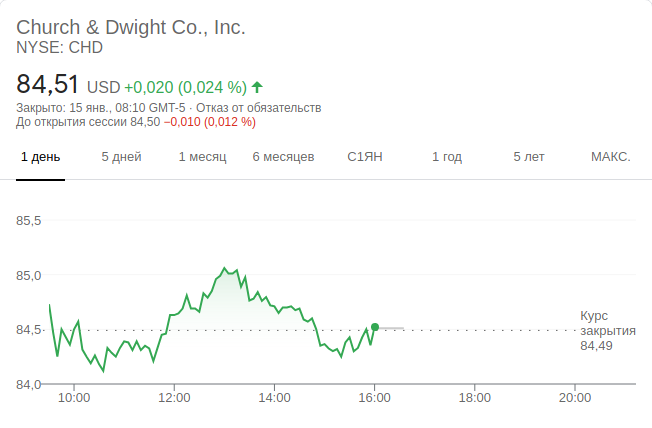 Church & Dwight Co., Inc.
NYSE: CHD
84,51 USD +0,020 (0,024 %)
Закрыто: 15 янв., 08:10 GMT-5 · Отказ от обязательств
До открытия сессии 84,50 −0,010 (0,012 %)
1 день 5 дней 1 месяц 6 месяцев С1ЯН 1 год 5 лет МАКС.
85,5
85,0
84,5
84,0
Курс
закрытия
84,49
10:00 12:00 14:00 16:00 18:00 20:00